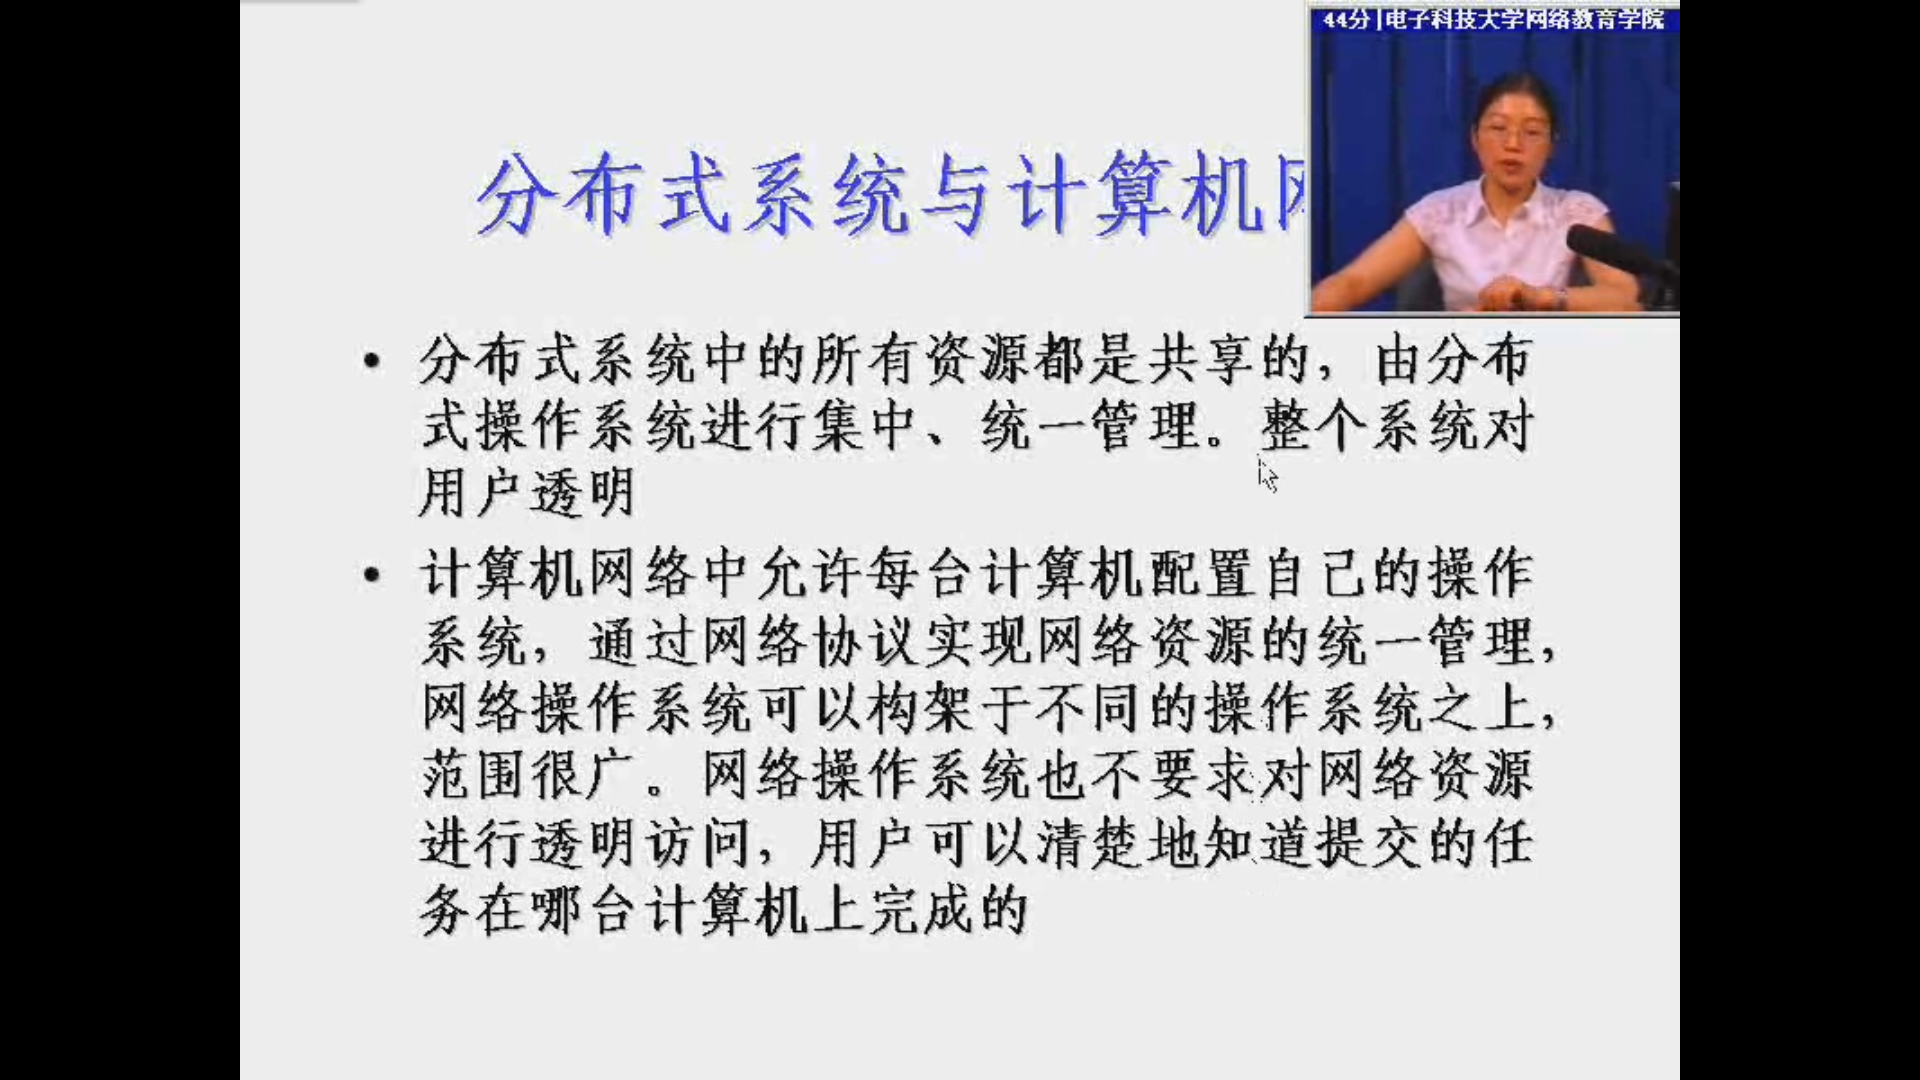 44分|电子科技大学网络教育学院
分布式系统与计算机
分布式系统中的所有资源都是共享的，由分布
式操作系统进行集中、统一管理。整个系统对
用户透明
计算机网络中允许每台计算机配置自己的操作
系统，通过网络协议实现网络资源的统一管理，
网络操作系统可以构架于不同的操作系统之上，
范围很广。网络操作系统也不要求对网络资源
进行透明访问，用户可以清楚地知道提交的任
务在哪台计算机上完成的